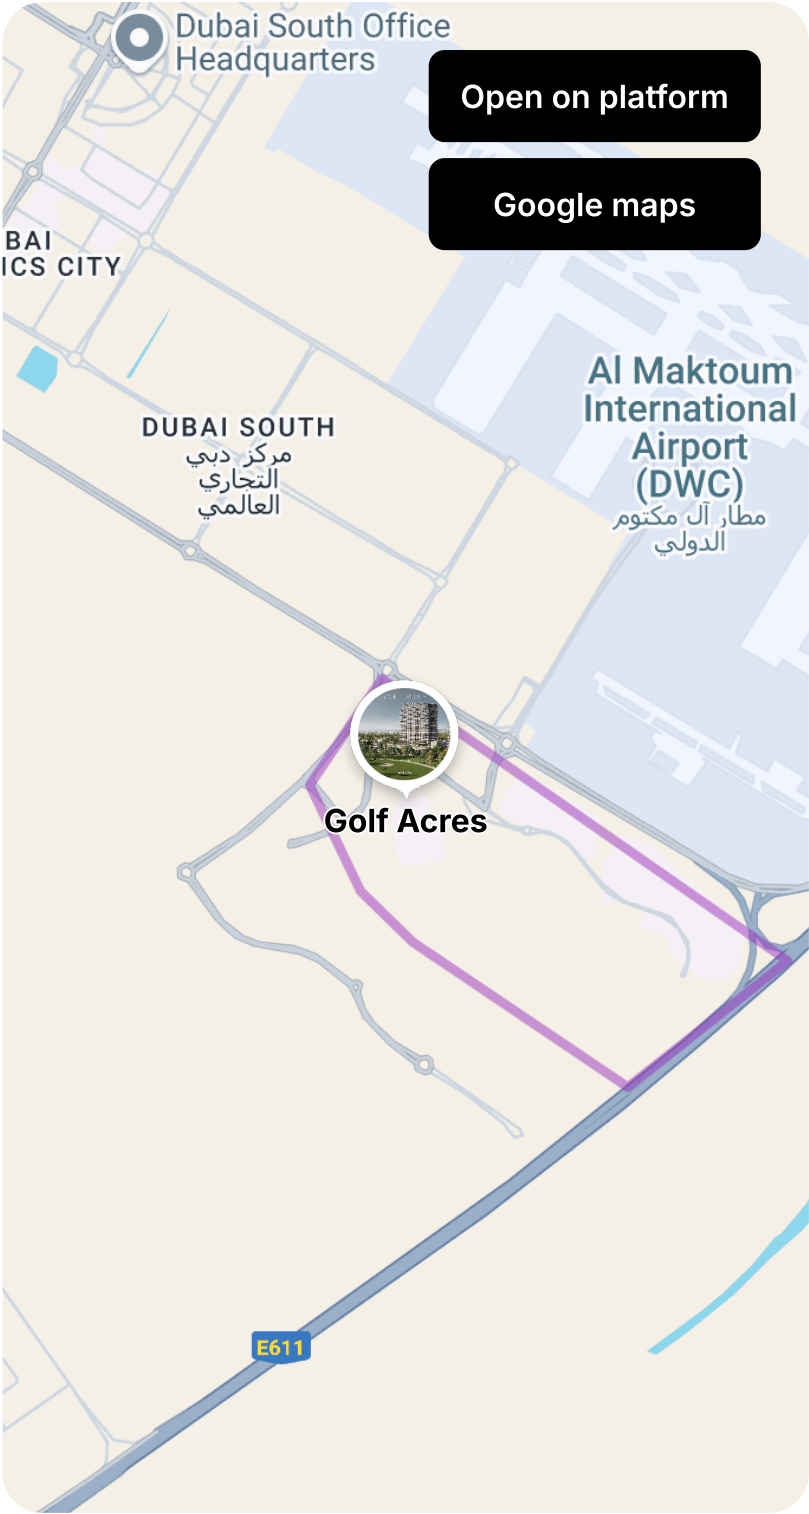 Dubai South Office
Headquarters
Open on platform
Google maps
BAI
ICS CITY
Al Maktoum
International
Airport
(DWC)
مطار آل مكتوم
الدولي
DUBAI SOUTH
مركز دبي
التجاري
العالمي
Golf Acres
E611